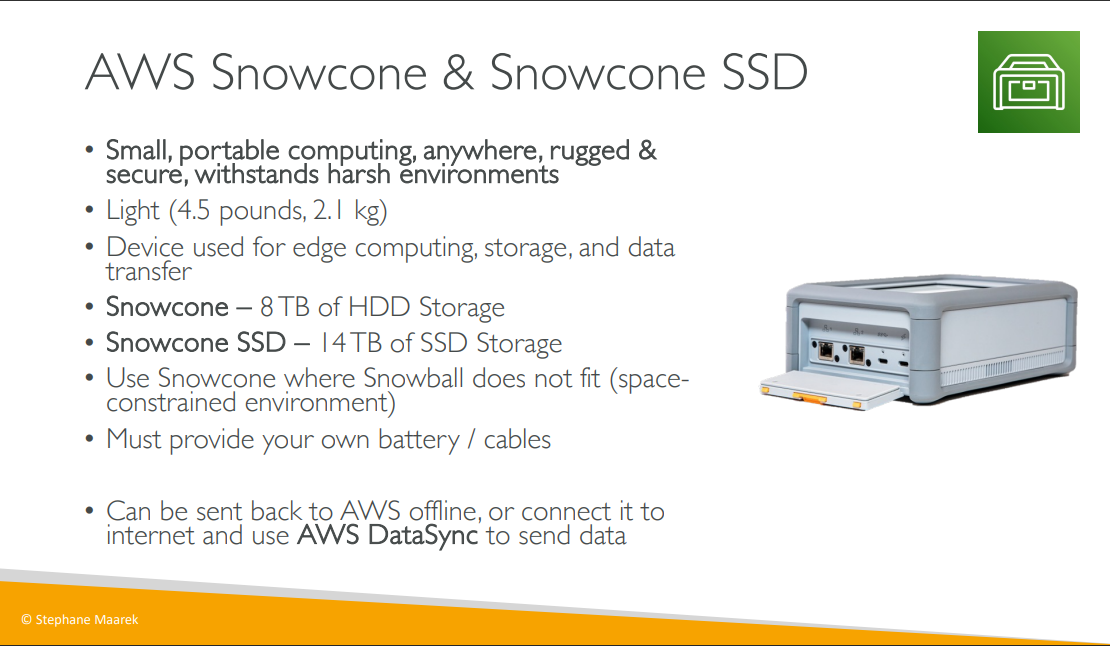 AWS Snowcone & Snowcone SSD
• Small, portable computing, anywhere, rugged &
secure, withstands harsh environments
• Light (4.5 pounds, 2.1 kg)
• Device used for edge computing, storage, and data
transfer
• Snowcone – 8 TB of HDD Storage
• Snowcone SSD – 14 TB of SSD Storage
• Use Snowcone where Snowball does not fit (space-
constrained environment)
• Must provide your own battery / cables
• Can be sent back to AWS offline, or connect it to
internet and use AWS DataSync to send data
© Stephane Maarek